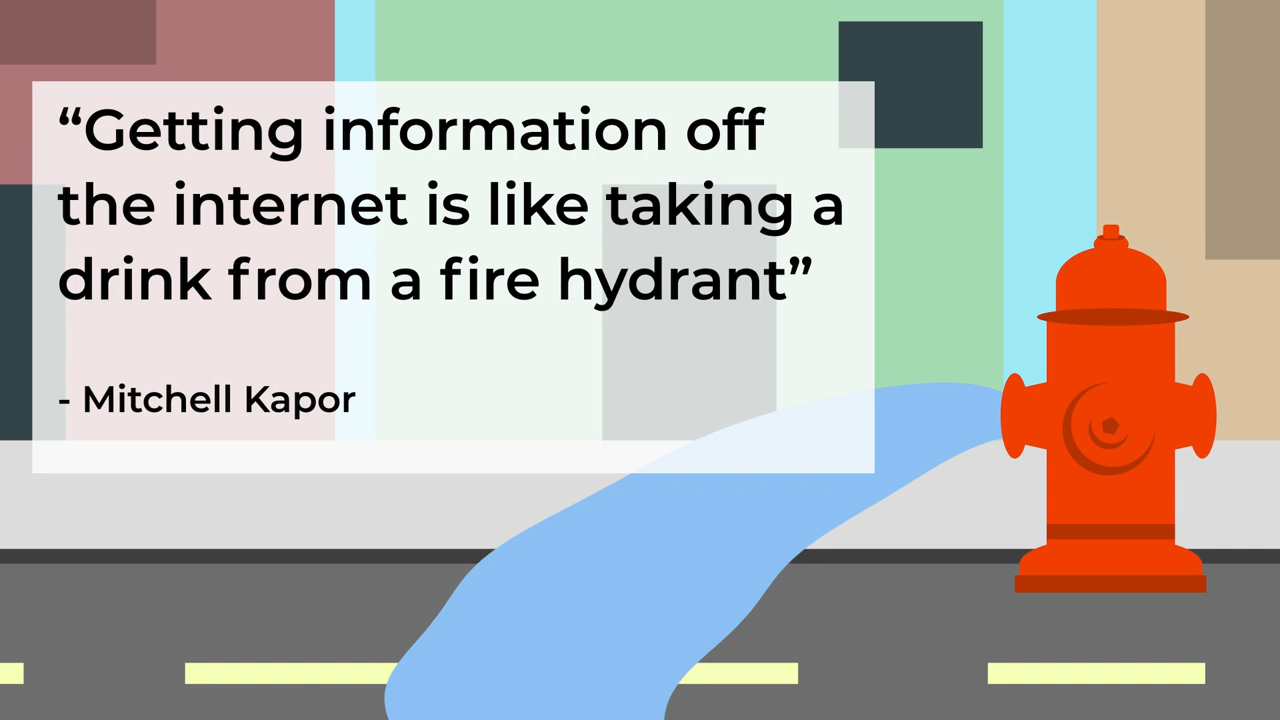 “Getting information off
the internet is like taking a
drink from a fire hydrant”
- Mitchell Kapor